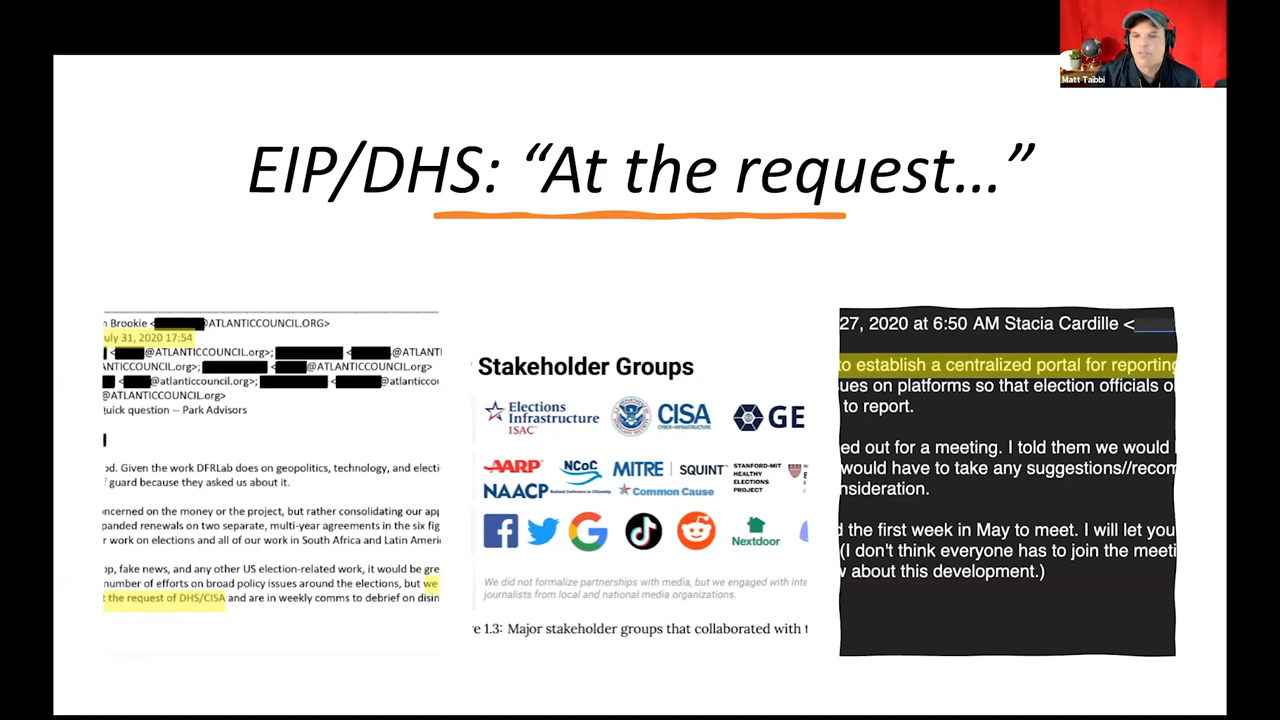 Matt Taibbi
EIP/DHS: “At the request…”
n Brookie < @ATLANTICCOUNCIL.ORG>
uly 31, 2020 17:54
< @ATLANTICCOUNCIL.org>; < @ATLANT
ANTICCOUNCIL.org>; < @ATLANTICCOUNCIL.org>
< @atlanticcouncil.org>; < @atlanticcou
@ATLANTICCOUNCIL.org>
Quick question -- Park Advisors
od. Given the work DFRLab does on geopolitics, technology, and electi
f guard because they asked us about it.
oncerned on the money or the project, but rather consolidating our app
panded renewals on two separate, multi-year agreements in the six fig
r work on elections and all of our work in South Africa and Latin Ameri
op, fake news, and any other US election-related work, it would be gre
number of efforts on broad policy issues around the elections, but we
t the request of DHS/CISA and are in weekly comms to debrief on disin
Stakeholder Groups
Elections
Infrastructure
ISAC
CISA
CYBER+INFRASTRUCTURE
GE
AARP
NCoC
National Conference on Citizenship
MITRE
SQUINT
STANFORD-MIT
HEALTHY
ELECTIONS
PROJECT
NAACP
Common Cause
Nextdoor
We did not formalize partnerships with media, but we engaged with inte
journalists from local and national media organizations.
e 1.3: Major stakeholder groups that collaborated with t
27, 2020 at 6:50 AM Stacia Cardille <
to establish a centralized portal for reporting
ues on platforms so that election officials o
to report.
ed out for a meeting. I told them we would
would have to take any suggestions//recom
nsideration.
d the first week in May to meet. I will let you
(I don't think everyone has to join the meeti
w about this development.)